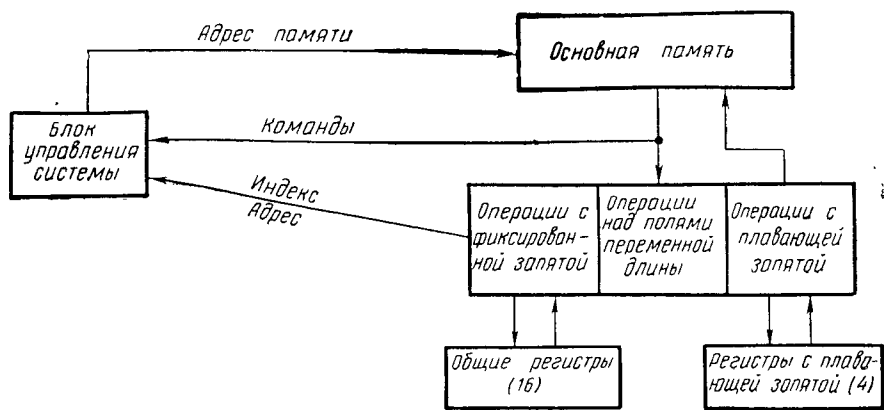 Адрес памяти
Основная память
Блок
управления
системы
Команды
Индекс
Адрес
Операции с
фиксирован-
ной запятой
Операции
над полями
переменной
длины
Операции
с
плавающей
запятой
Общие регистры
(16)
Регистры с плава-
ющей запятой (4)